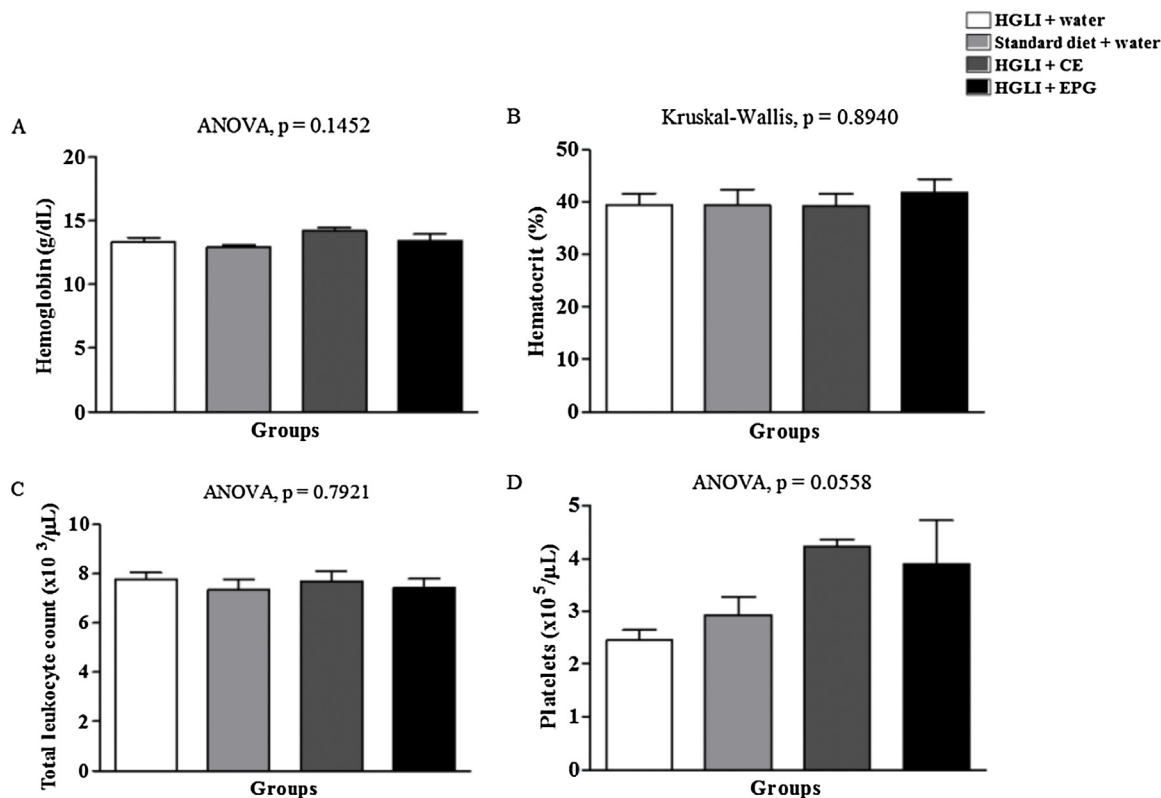 HGLI + water
Standard diet + water
HGLI + CE
HGLI + EPG
A
ANOVA, p = 0.1452
Hemoglobin (g/dL)
20
15
10
5
0
Groups
B
Kruskal-Wallis, p = 0.8940
Hematocrit (%)
50
40
30
20
10
0
Groups
C
ANOVA, p = 0.7921
Total leukocyte count (x10 3/µL)
10
8
6
4
2
0
Groups
D
ANOVA, p = 0.0558
Platelets (x10 5/µL)
5
4
3
2
1
0
Groups